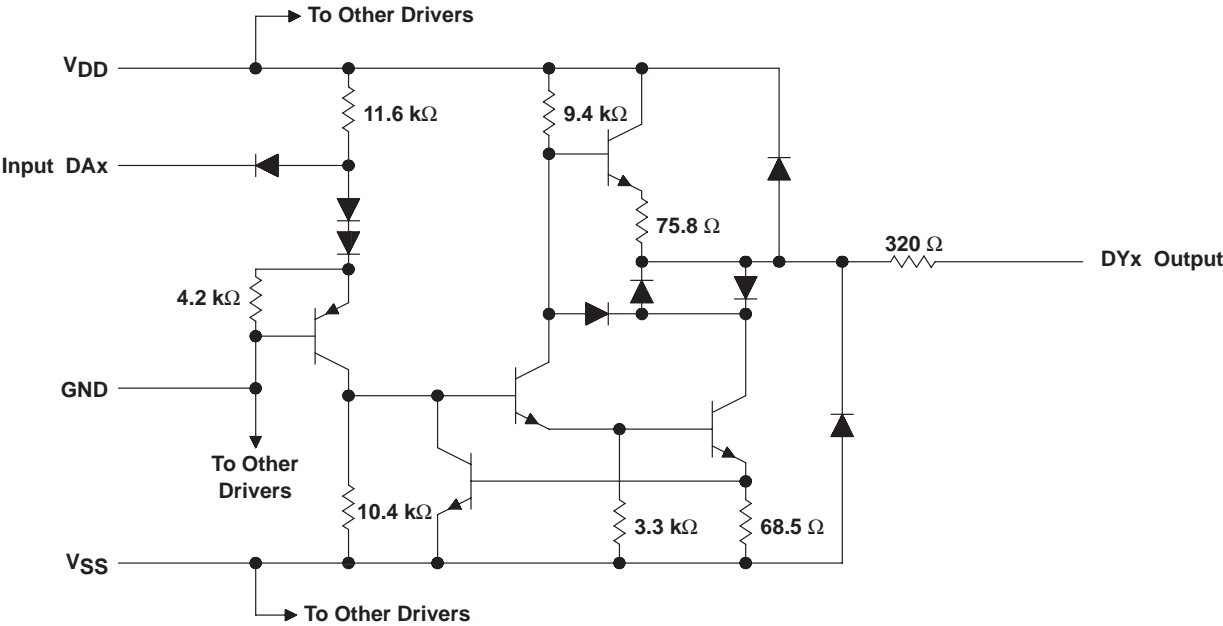 To Other Drivers
VDD
11.6 kΩ
9.4 kΩ
Input DAx
75.8 Ω
320 Ω
DYx Output
4.2 kΩ
GND
To Other
Drivers
10.4 kΩ
3.3 kΩ
68.5 Ω
VSS
To Other Drivers